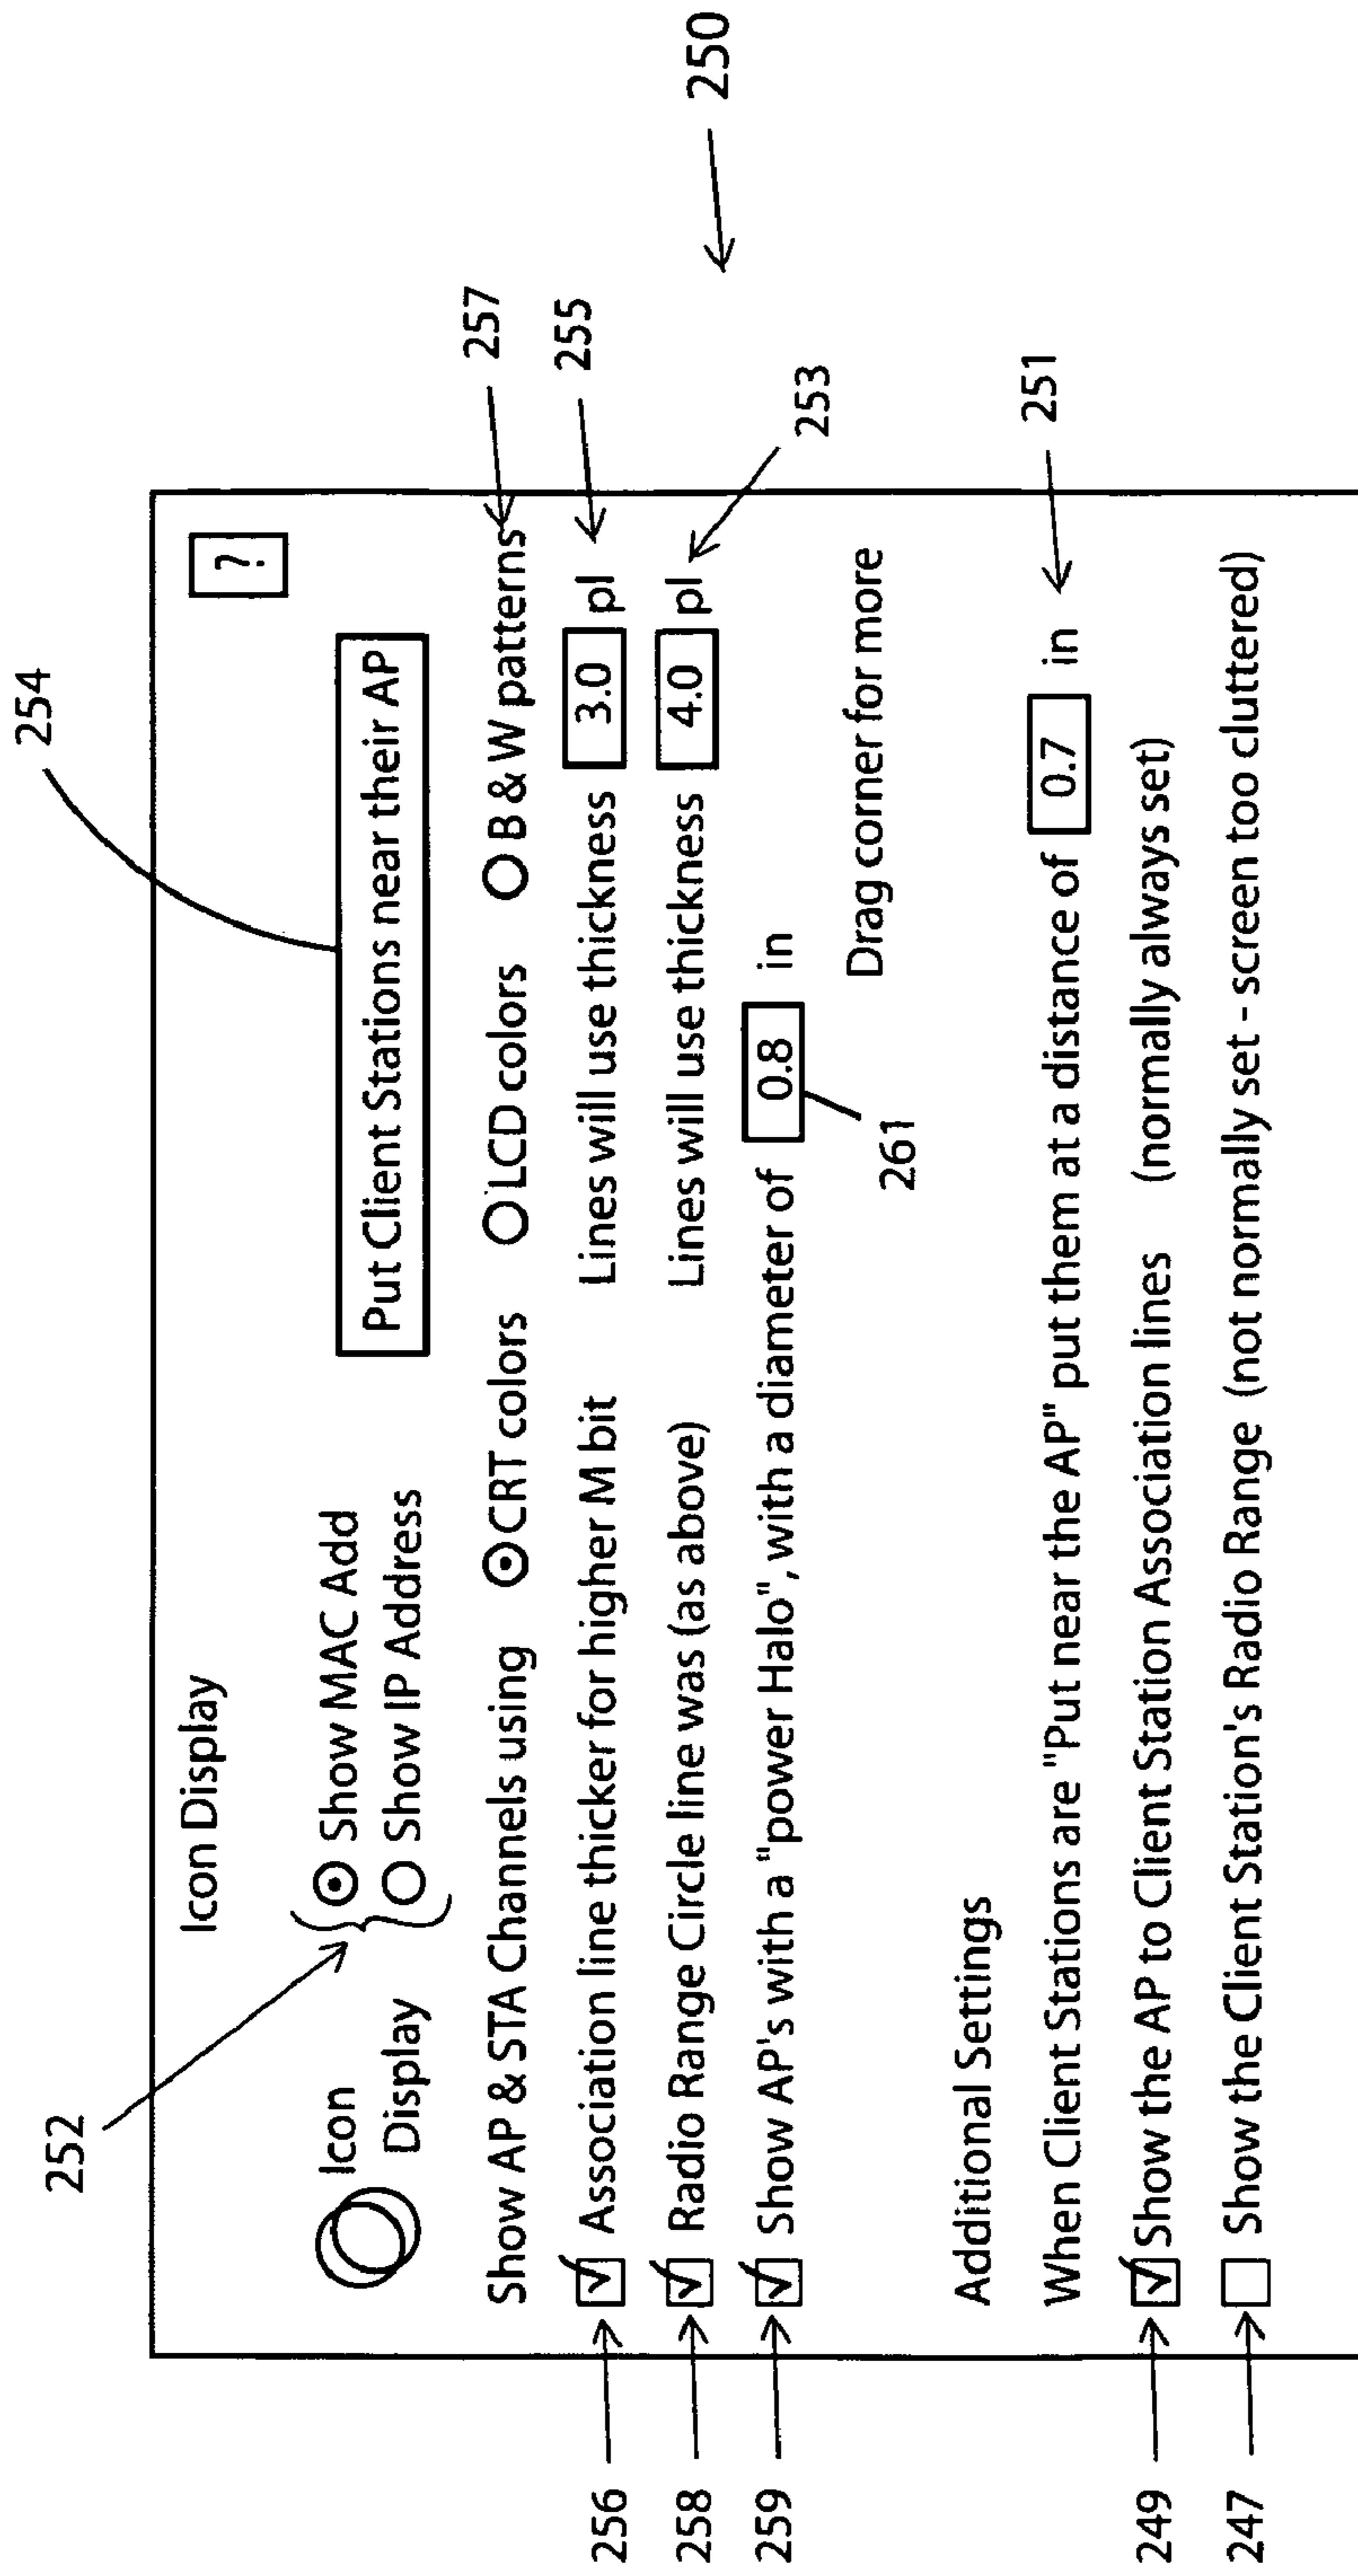 254
252
250
Icon Display
?
Icon Display
Show MAC Add
Show IP Address
Put Client Stations near their AP
Show AP & STA Channels using CRT colors LCD colors B & W patterns
257
256
Association line thicker for higher M bit Lines will use thickness 3.0 pl
255
258
Radio Range Circle line was (as above) Lines will use thickness 4.0 pl
253
259
Show AP's with a "power Halo", with a diameter of 0.8 in
261
Drag corner for more
Additional Settings
When Client Stations are "Put near the AP" put them at a distance of 0.7 in
251
249
Show the AP to Client Station Association lines (normally always set)
247
Show the Client Station's Radio Range (not normally set - screen too cluttered)